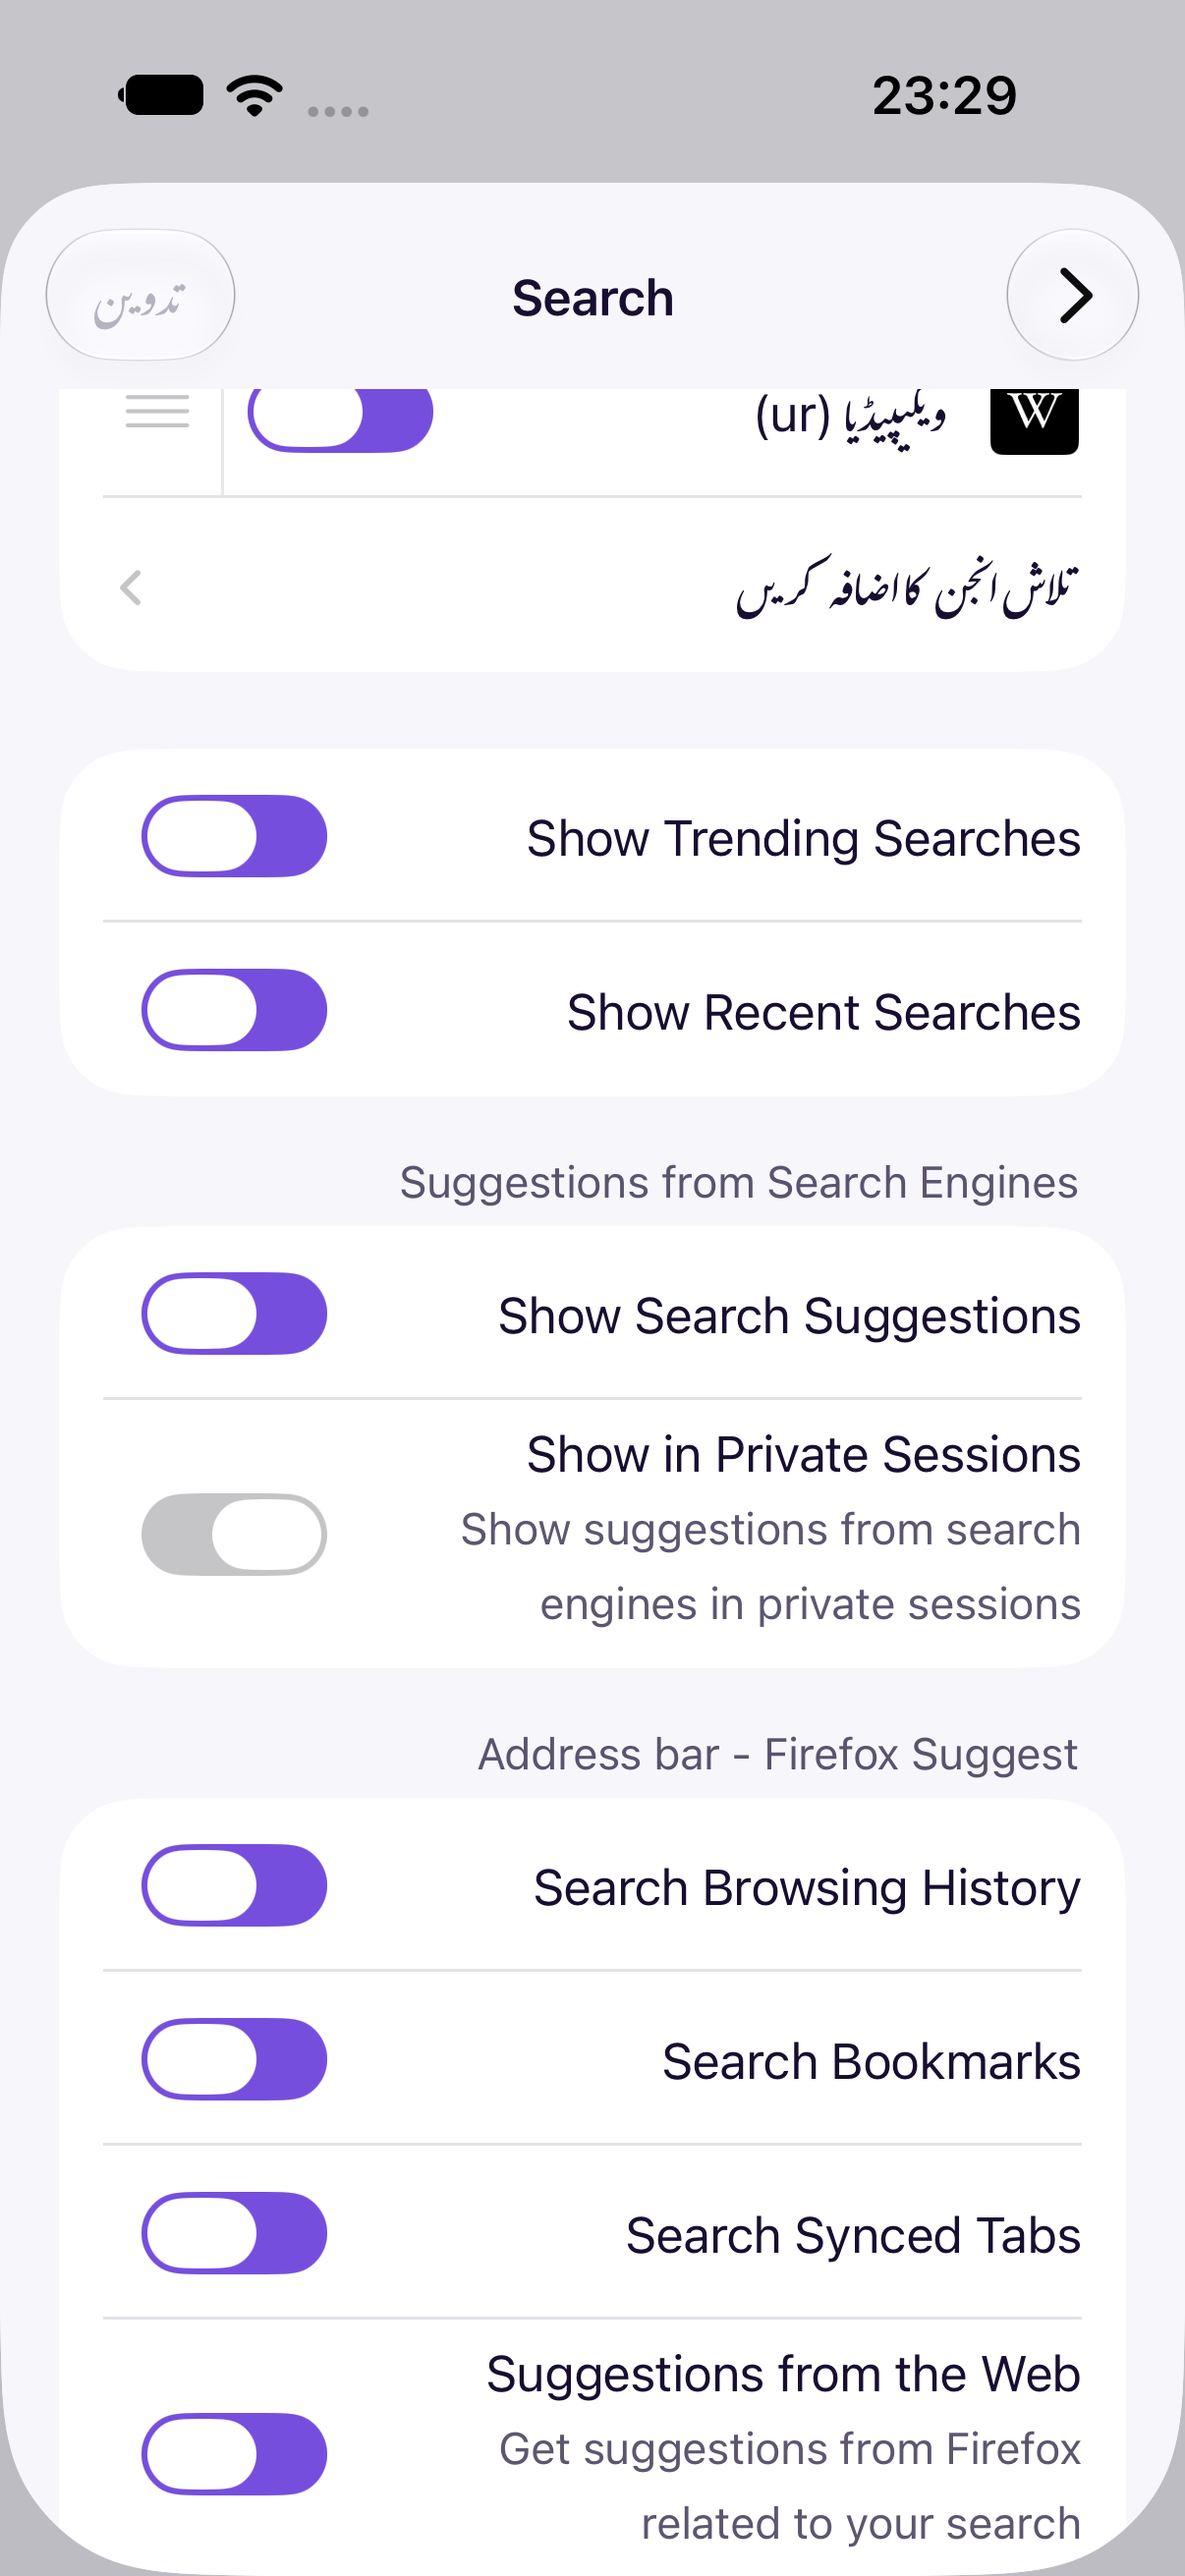 23:29
Search
تدوین
W
ویکیپیڈیا (ur)
تلاش انجن کا اضافہ کریں
Show Trending Searches
Show Recent Searches
Suggestions from Search Engines
Show Search Suggestions
Show in Private Sessions
Show suggestions from search
engines in private sessions
Address bar - Firefox Suggest
Search Browsing History
Search Bookmarks
Search Synced Tabs
Suggestions from the Web
Get suggestions from Firefox
related to your search